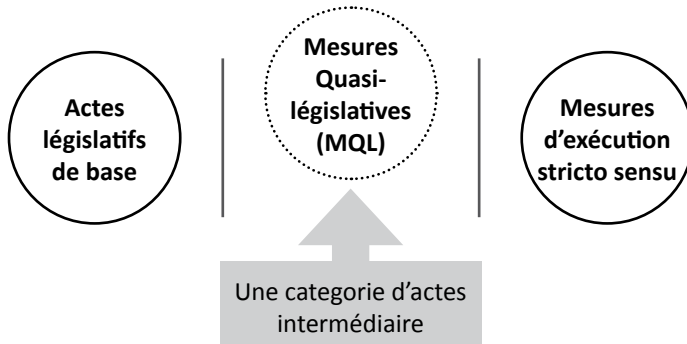 Actes
législatifs
de base
Mesures
Quasi-
législatives
(MQL)
Mesures
d'exécution
stricto sensu
Une categorie d'actes
intermédiaire